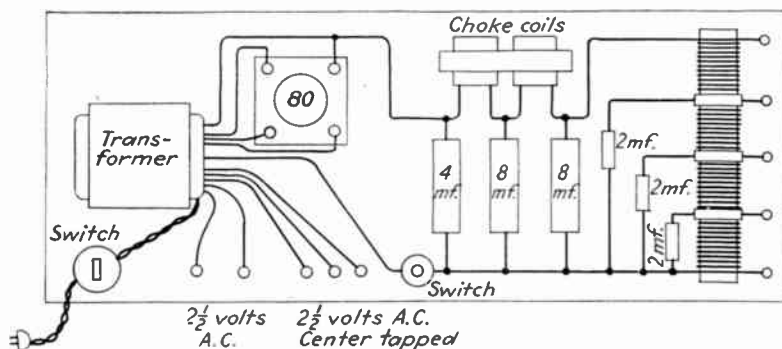 Choke coils
80
Trans-
former
4
mf.
8
mf.
8
mf.
2mf.
2mf.
2mf.
Switch
Switch
2½ volts
A.C.
2½ volts A.C.
Center tapped